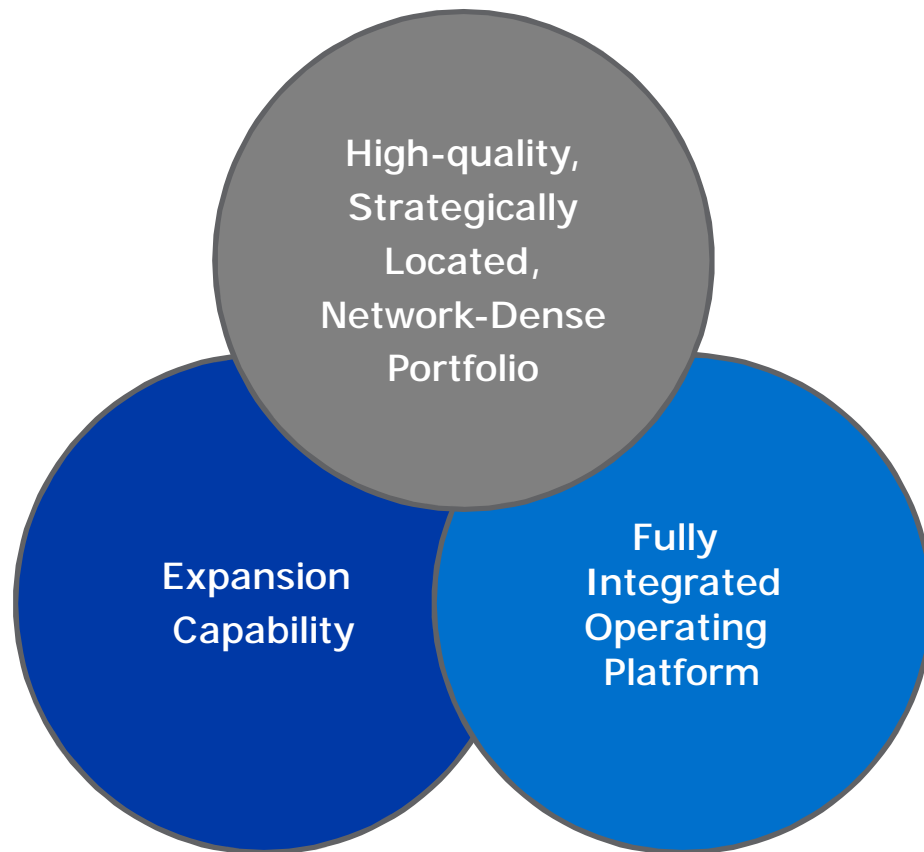 High-quality,
Strategically
Located,
Network-Dense
Portfolio
Expansion
Capability
Fully
Integrated
Operating
Platform